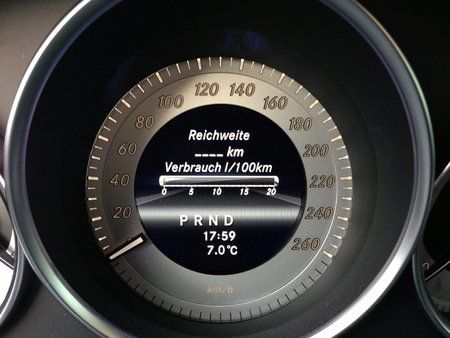 20
40
60
80
100
120
140
160
180
200
220
240
260
Reichweite
---- km
Verbrauch l/100km
0 5 10 15 20
P R N D
17:59
7.0°C
km/h